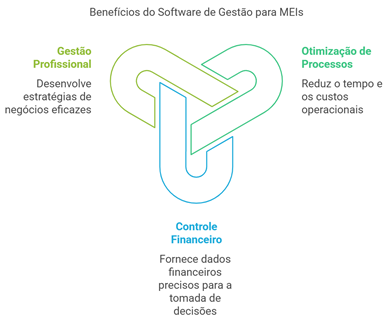 Benefícios do Software de Gestão para MEIs
Gestão
Profissional
Desenvolve
estratégias de
negócios eficazes
Otimização de
Processos
Reduz o tempo e
os custos
operacionais
Controle
Financeiro
Fornece dados
financeiros
precisos para a
tomada de
decisões